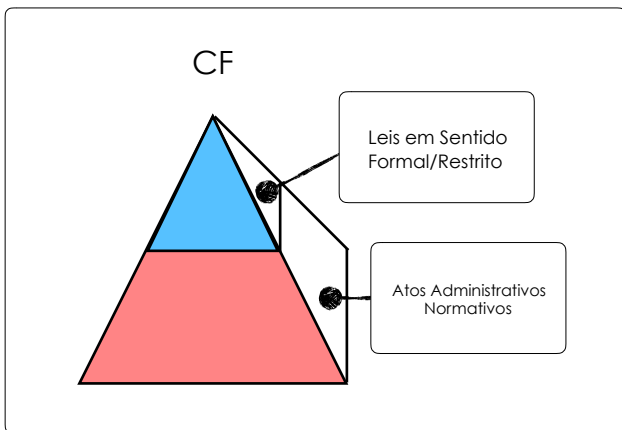 CF
Leis em Sentido
Formal/Restrito
Atos Administrativos
Normativos